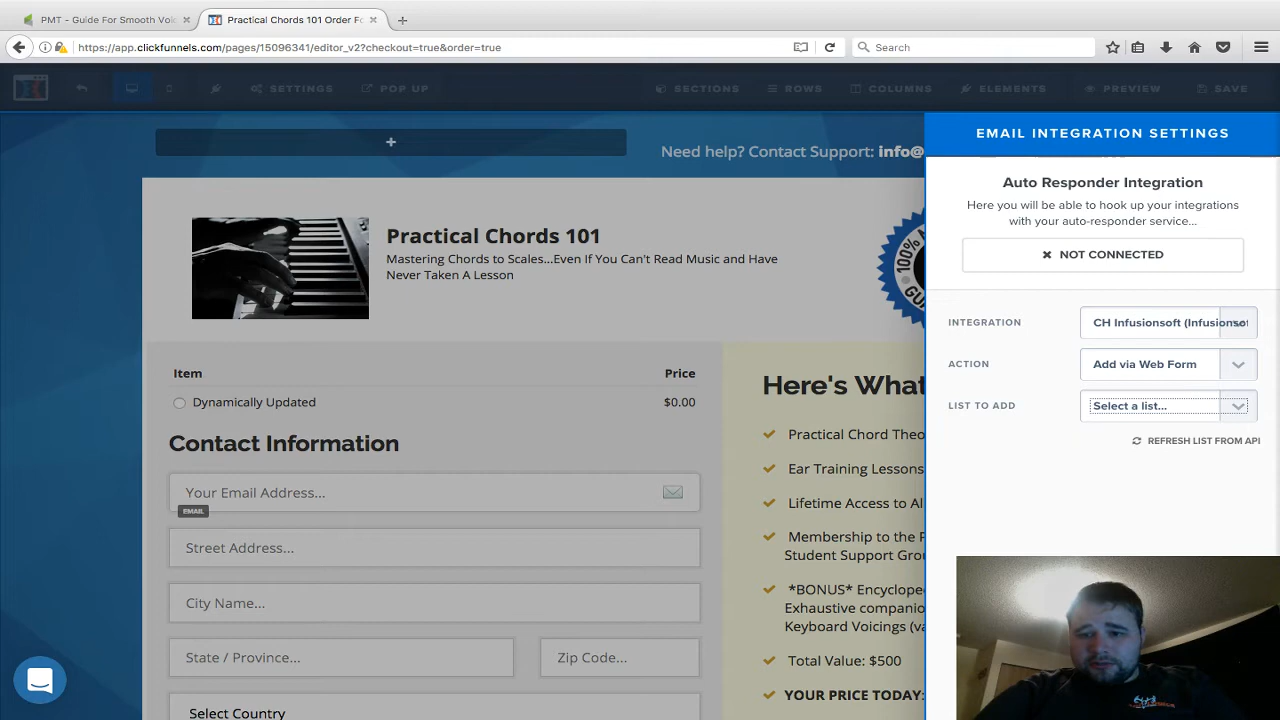 PMT - Guide For Smooth Voi
Practical Chords 101 Order F
https://app.clickfunnels.com/pages/15096341/editor_v2?checkout=true&order=true
Search
SETTINGS
POP UP
SECTIONS
ROWS
COLUMNS
ELEMENTS
PREVIEW
SAVE
Need help? Contact Support: info@
Practical Chords 101
Mastering Chords to Scales...Even If You Can't Read Music and Have
Never Taken A Lesson
100%
Item
Price
Dynamically Updated
$0.00
Contact Information
Your Email Address...
EMAIL
Street Address...
City Name...
State / Province...
Zip Code...
Select Country
Here's What
Practical Chord Theo
Ear Training Lessons
Lifetime Access to Al
Membership to the
Student Support Grou
*BONUS* Encycloped
Exhaustive companio
Keyboard Voicings (va
Total Value: $500
YOUR PRICE TODAY:
EMAIL INTEGRATION SETTINGS
Auto Responder Integration
Here you will be able to hook up your integrations
with your auto-responder service...
NOT CONNECTED
INTEGRATION
CH Infusionsoft (Infusionsoft
ACTION
Add via Web Form
LIST TO ADD
Select a list...
REFRESH LIST FROM API